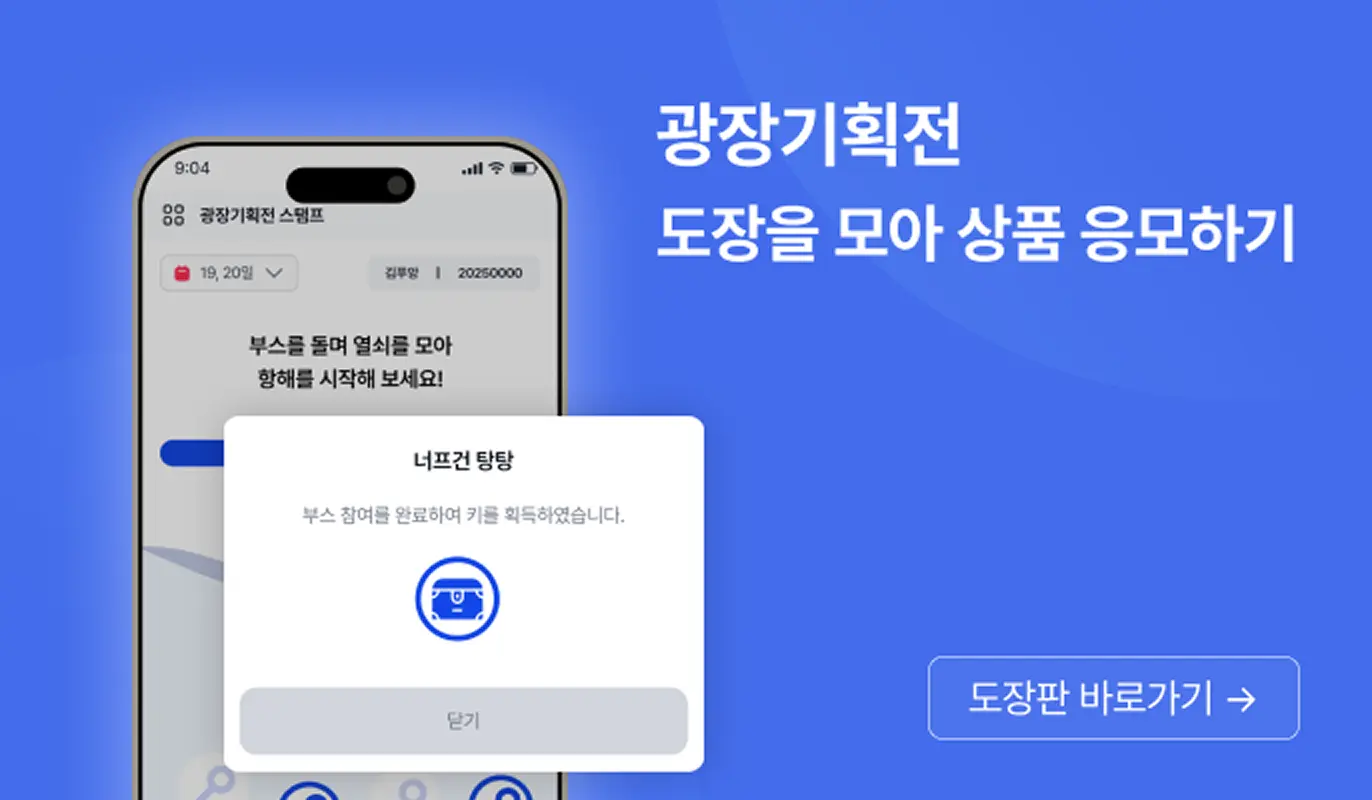 광장기획전
도장을 모아 상품 응모하기
9:04
광장기획전 스탬프
19, 20일
김푸앙 | 20250000
부스를 돌며 열쇠를 모아
항해를 시작해 보세요!
너프건 탕탕
부스 참여를 완료하여 키를 획득하였습니다.
닫기
도장판 바로가기 →